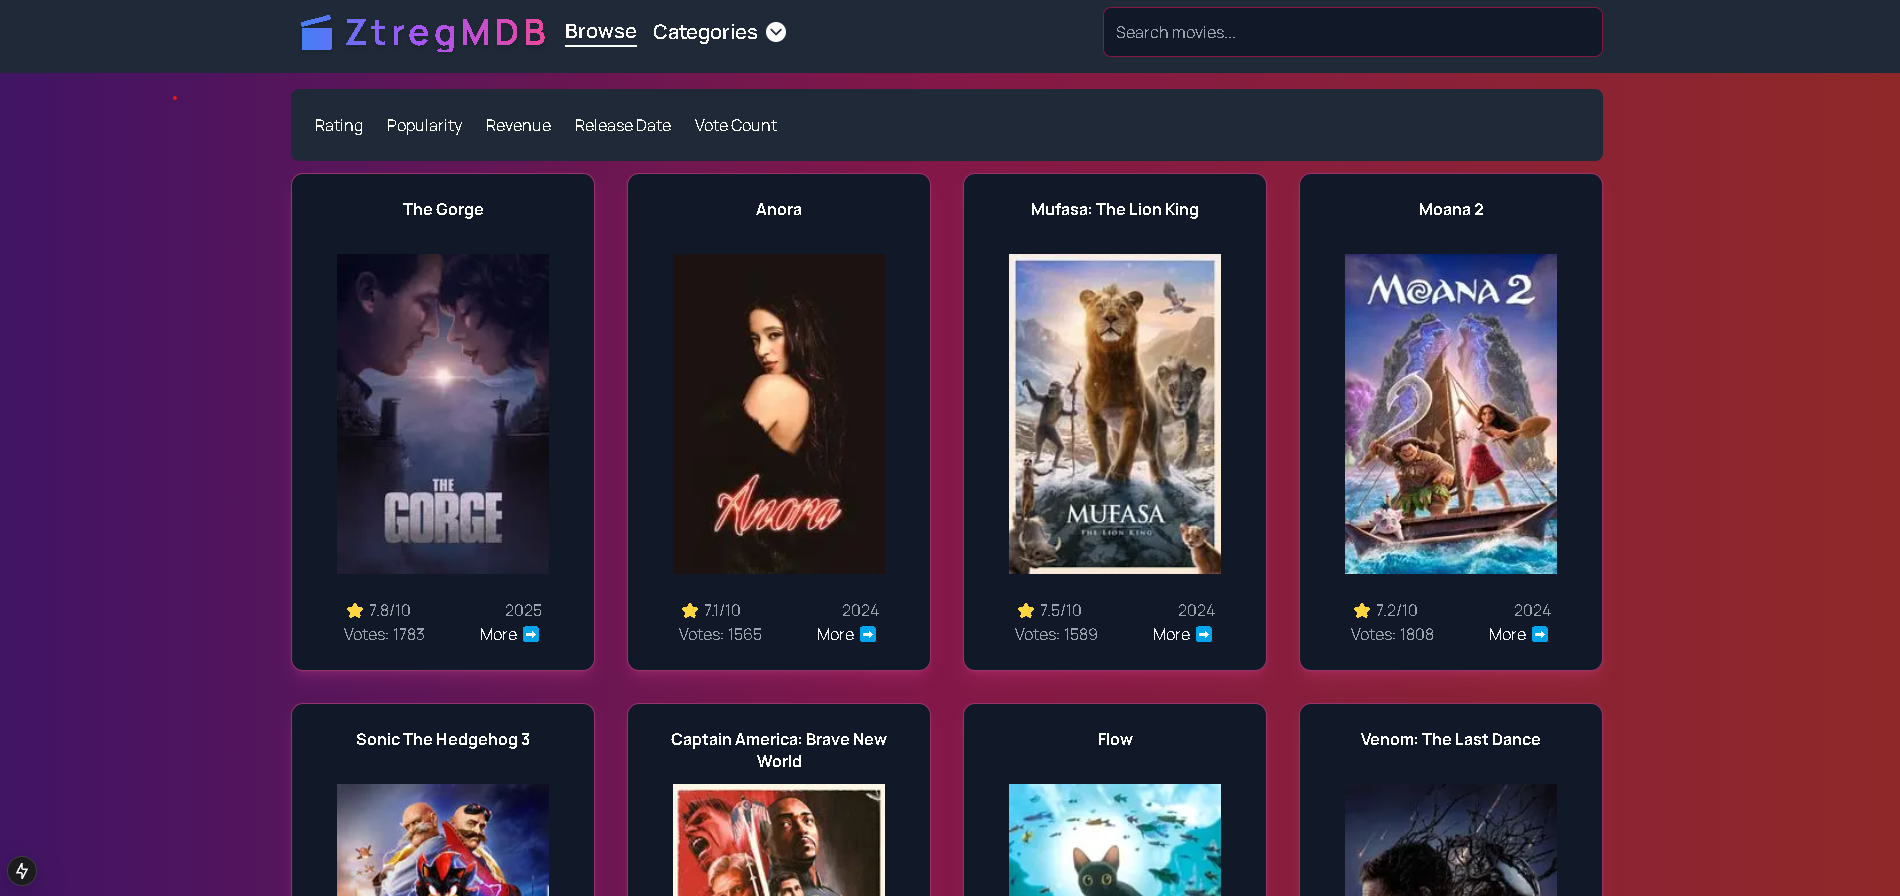 ZtregMDB
Browse
Categories
Search movies...
Rating
Popularity
Revenue
Release Date
Vote Count
The Gorge
Anora
Mufasa: The Lion King
Moana 2
THE
GORGE
Anora
MUFASA
THE LION KING
MOANA 2
7.8/10
2025
Votes: 1783
More
7.1/10
2024
Votes: 1565
More
7.5/10
2024
Votes: 1589
More
7.2/10
2024
Votes: 1808
More
Sonic The Hedgehog 3
Captain America: Brave New
World
Flow
Venom: The Last Dance